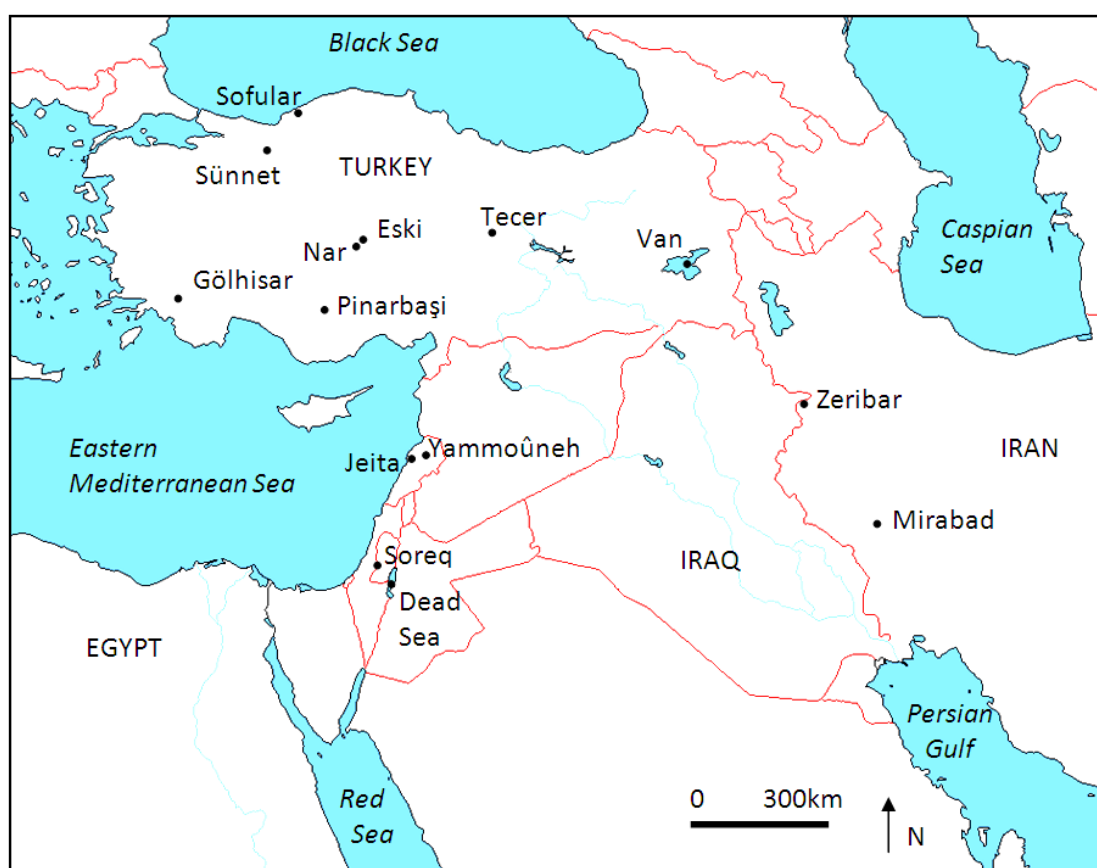 Black Sea
Sofular
Sünnet
TURKEY
Tecer
Eski
Nar
Van
Caspian
Sea
Gölhisar
Pinarbaşi
Zeribar
Eastern
Mediterranean Sea
Jeita
Yammoûneh
IRAN
Mirabad
Soreq
IRAQ
Dead
Sea
EGYPT
Persian
Gulf
Red
Sea
0 300km
N